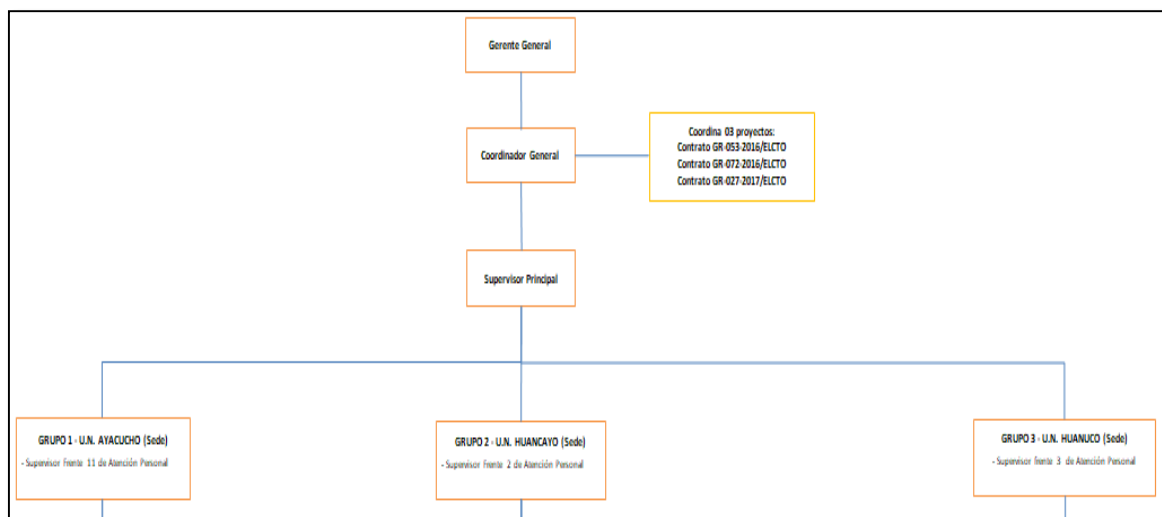 Gerente General
Coordinador General
Coordina 03 proyectos:
Contrato GR-053-2016/ELCTO
Contrato GR-072-2016/ELCTO
Contrato GR-027-2017/ELCTO
Supervisor Principal
GRUPO 1 - U.N. AYACUCHO (Sede)
- Supervisor Frente 11 de Atención Personal
GRUPO 2 - U.N. HUANCAYO (Sede)
- Supervisor Frente 2 de Atención Personal
GRUPO 3 - U.N. HUANUCO (Sede)
- Supervisor frente 3 de Atención Personal